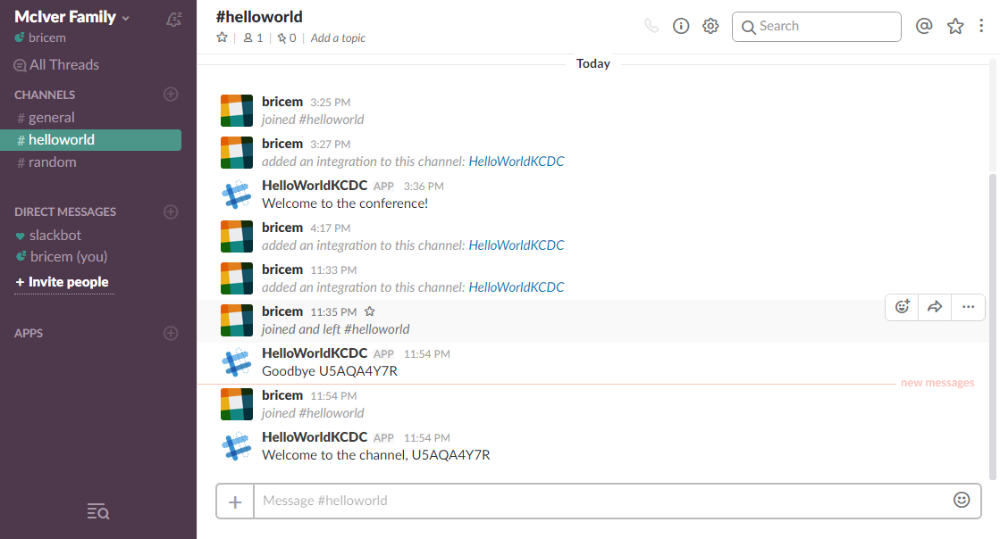 McIver Family
bricem
All Threads
CHANNELS
# general
# helloworld
# random
DIRECT MESSAGES
slackbot
bricem (you)
+ Invite people
APPS
#helloworld
1
0
Add a topic
Search
Today
bricem 3:25 PM
joined #helloworld
bricem 3:27 PM
added an integration to this channel: HelloWorldKCDC
HelloWorldKCDC APP 3:36 PM
Welcome to the conference!
bricem 4:17 PM
added an integration to this channel: HelloWorldKCDC
bricem 11:33 PM
added an integration to this channel: HelloWorldKCDC
bricem 11:35 PM
joined and left #helloworld
HelloWorldKCDC APP 11:54 PM
Goodbye U5AQA4Y7R
new messages
bricem 11:54 PM
joined #helloworld
HelloWorldKCDC APP 11:54 PM
Welcome to the channel, U5AQA4Y7R
Message #helloworld